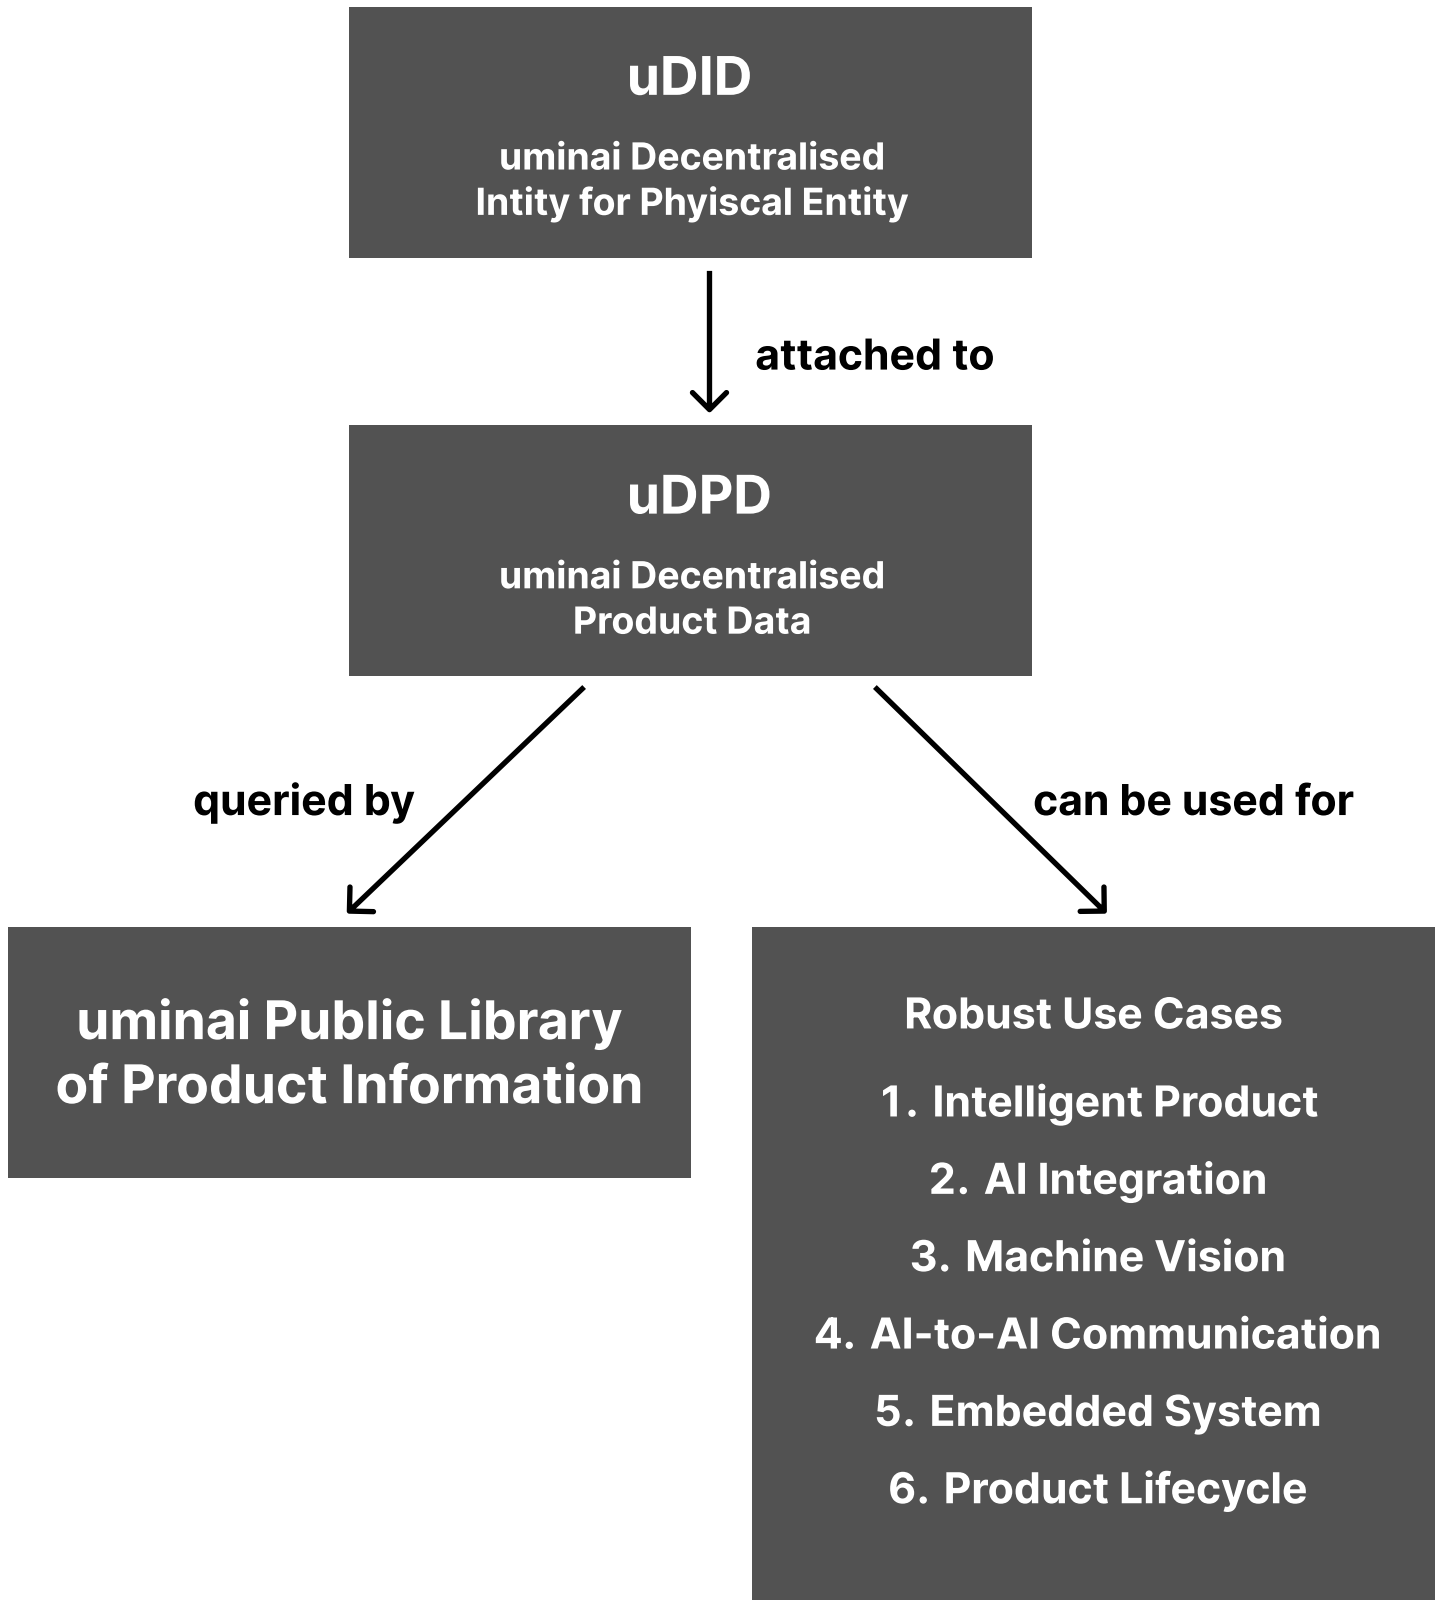 uDID
uminai Decentralised
Intity for Phyiscal Entity
attached to
uDPD
uminai Decentralised
Product Data
queried by
can be used for
uminai Public Library
of Product Information
Robust Use Cases
1. Intelligent Product
2. AI Integration
3. Machine Vision
4. AI-to-AI Communication
5. Embedded System
6. Product Lifecycle